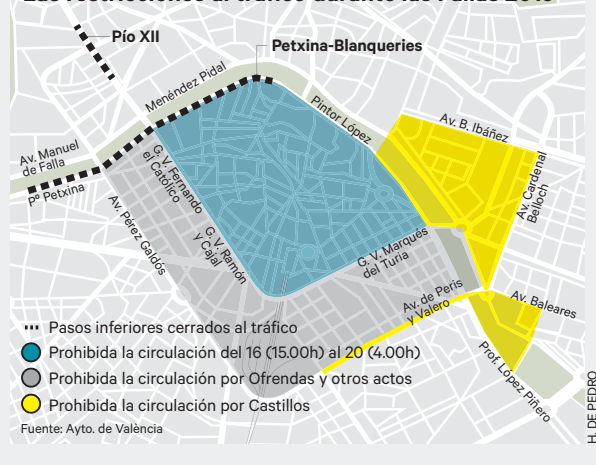 Pío XII
Petxina-Blanqueries
Menéndez Pidal
Pintor López
Av. B. Ibáñez
Av. Manuel
de Falla
Pº Petxina
G. V. Fernando
el Católico
Av. Cardenal
Belloch
Av. Pérez Galdós
G. V. Ramón
y Cajal
G. V. Marqués
del Turia
Av. de Peris
y Valero
Av. Baleares
Prof. López Piñero
Pasos inferiores cerrados al tráfico
Prohibida la circulación del 16 (15.00h) al 20 (4.00h)
Prohibida la circulación por Ofrendas y otros actos
Prohibida la circulación por Castillos
Fuente: Ayto. de València
H. DE PEDRO